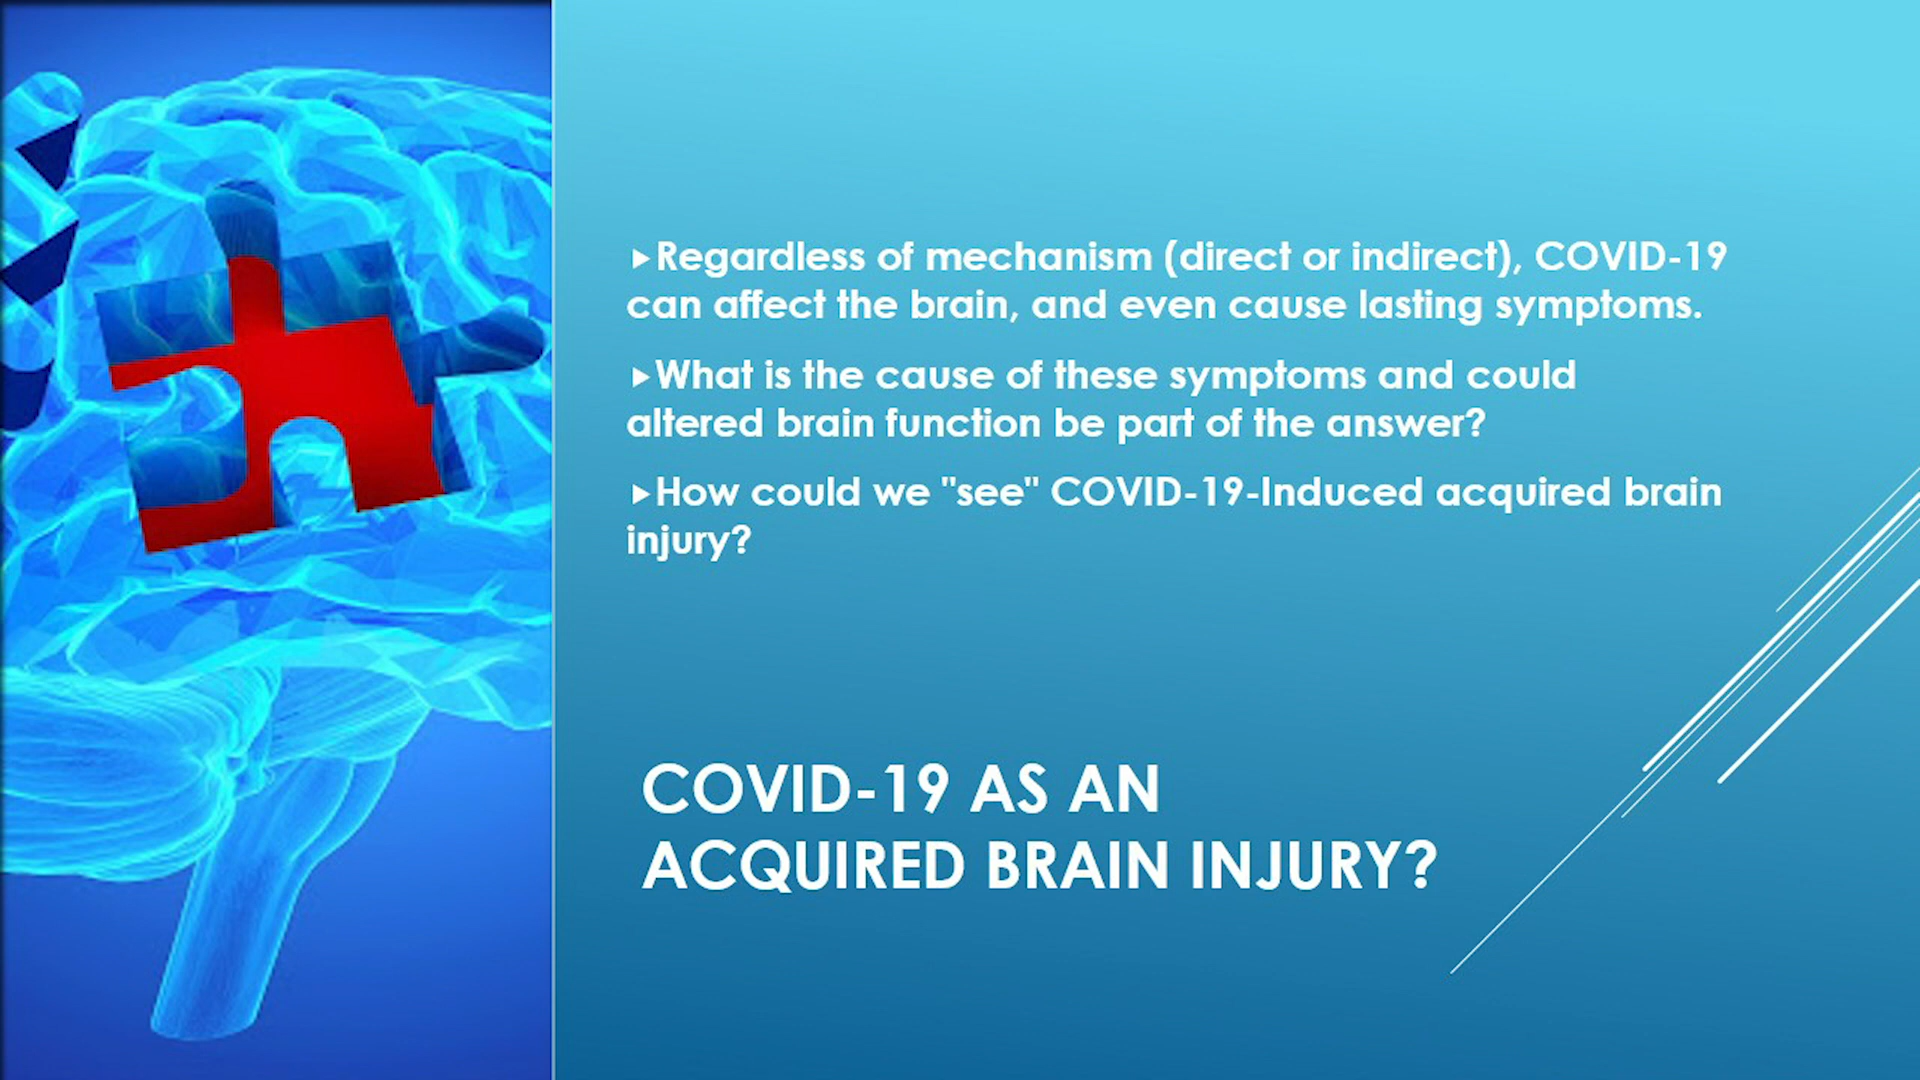 ▸Regardless of mechanism (direct or indirect), COVID-19
can affect the brain, and even cause lasting symptoms.
▸What is the cause of these symptoms and could
altered brain function be part of the answer?
▸How could we "see" COVID-19-Induced acquired brain
injury?
COVID-19 AS AN
ACQUIRED BRAIN INJURY?